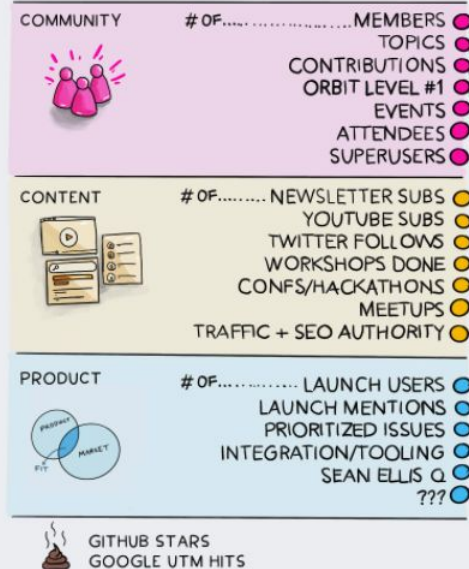 COMMUNITY
# OF........................MEMBERS
TOPICS
CONTRIBUTIONS
ORBIT LEVEL #1
EVENTS
ATTENDEES
SUPERUSERS
CONTENT
# OF.........NEWSLETTER SUBS
YOUTUBE SUBS
TWITTER FOLLOWS
WORKSHOPS DONE
CONFS/HACKATHONS
MEETUPS
TRAFFIC + SEO AUTHORITY
PRODUCT
# OF.............LAUNCH USERS
LAUNCH MENTIONS
PRIORITIZED ISSUES
INTEGRATION/TOOLING
SEAN ELLIS Q
???
PRODUCT
MARKET
FIT
GITHUB STARS
GOOGLE UTM HITS